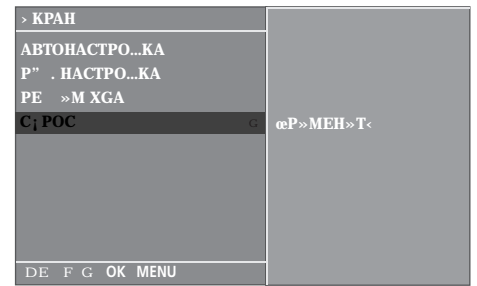 › КРАН
АВТОНАСТРО...КА
Р” . НАСТРО...КА
РЕ »М XGA
С¡РОС G
œР»МЕН»Т‹
DE F G OK MENU